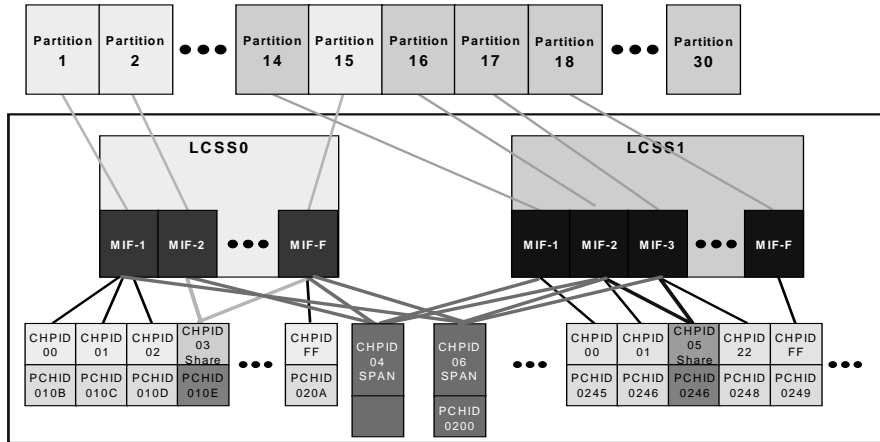 Partition 1
Partition 2
Partition 14
Partition 15
Partition 16
Partition 17
Partition 18
Partition 30
LCSS0
LCSS1
MIF-1
MIF-2
MIF-F
MIF-1
MIF-2
MIF-3
MIF-F
CHPID 00
CHPID 01
CHPID 02
CHPID 03 Share
CHPID FF
CHPID 04 SPAN
CHPID 06 SPAN
CHPID 00
CHPID 01
CHPID 05 Share
CHPID 22
CHPID FF
PCHID 010B
PCHID 010C
PCHID 010D
PCHID 010E
PCHID 020A
PCHID 0200
PCHID 0245
PCHID 0246
PCHID 0246
PCHID 0248
PCHID 0249